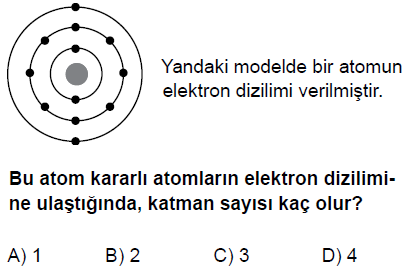 Yandaki modelde bir atomun
elektron dizilimi verilmiştir.
Bu atom kararlı atomların elektron dizilimi-
ne ulaştığında, katman sayısı kaç olur?
A) 1 B) 2 C) 3 D) 4